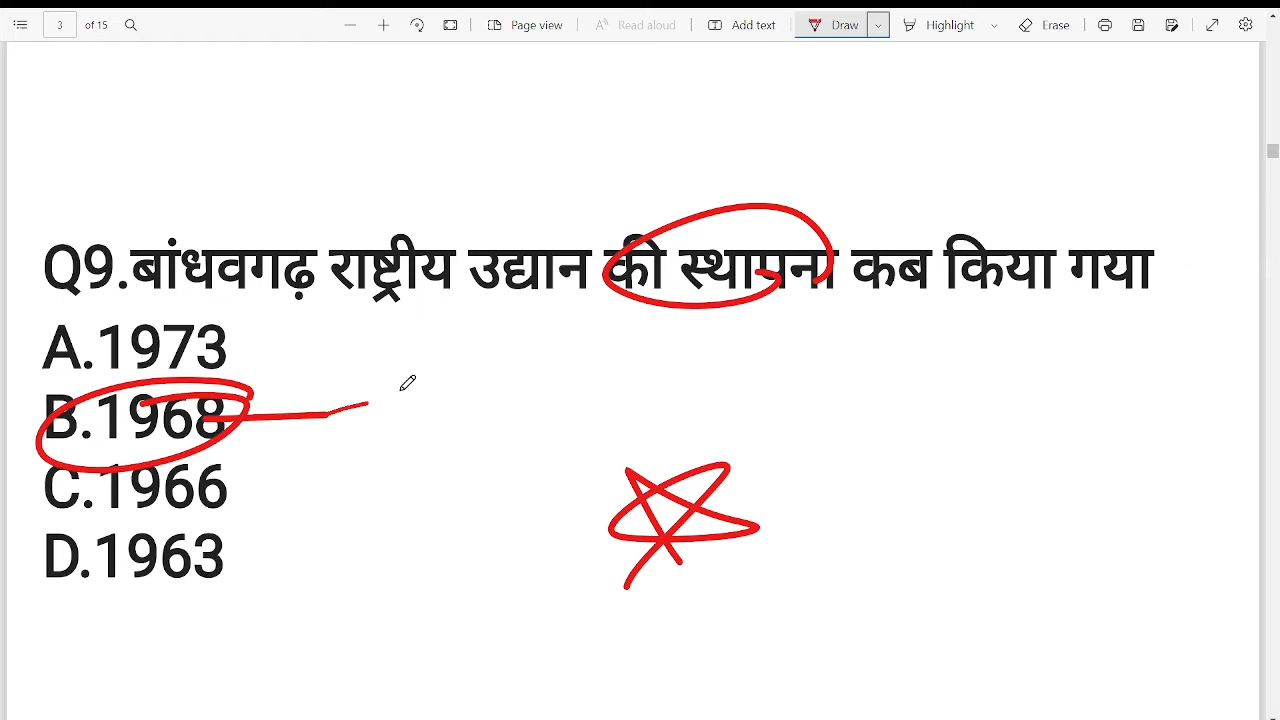 3 of 15 Page view Read aloud Add text Draw Highlight Erase
Q9.बांधवगढ़ राष्ट्रीय उद्यान की स्थापना कब किया गया
A.1973
B.1968
C.1966
D.1963